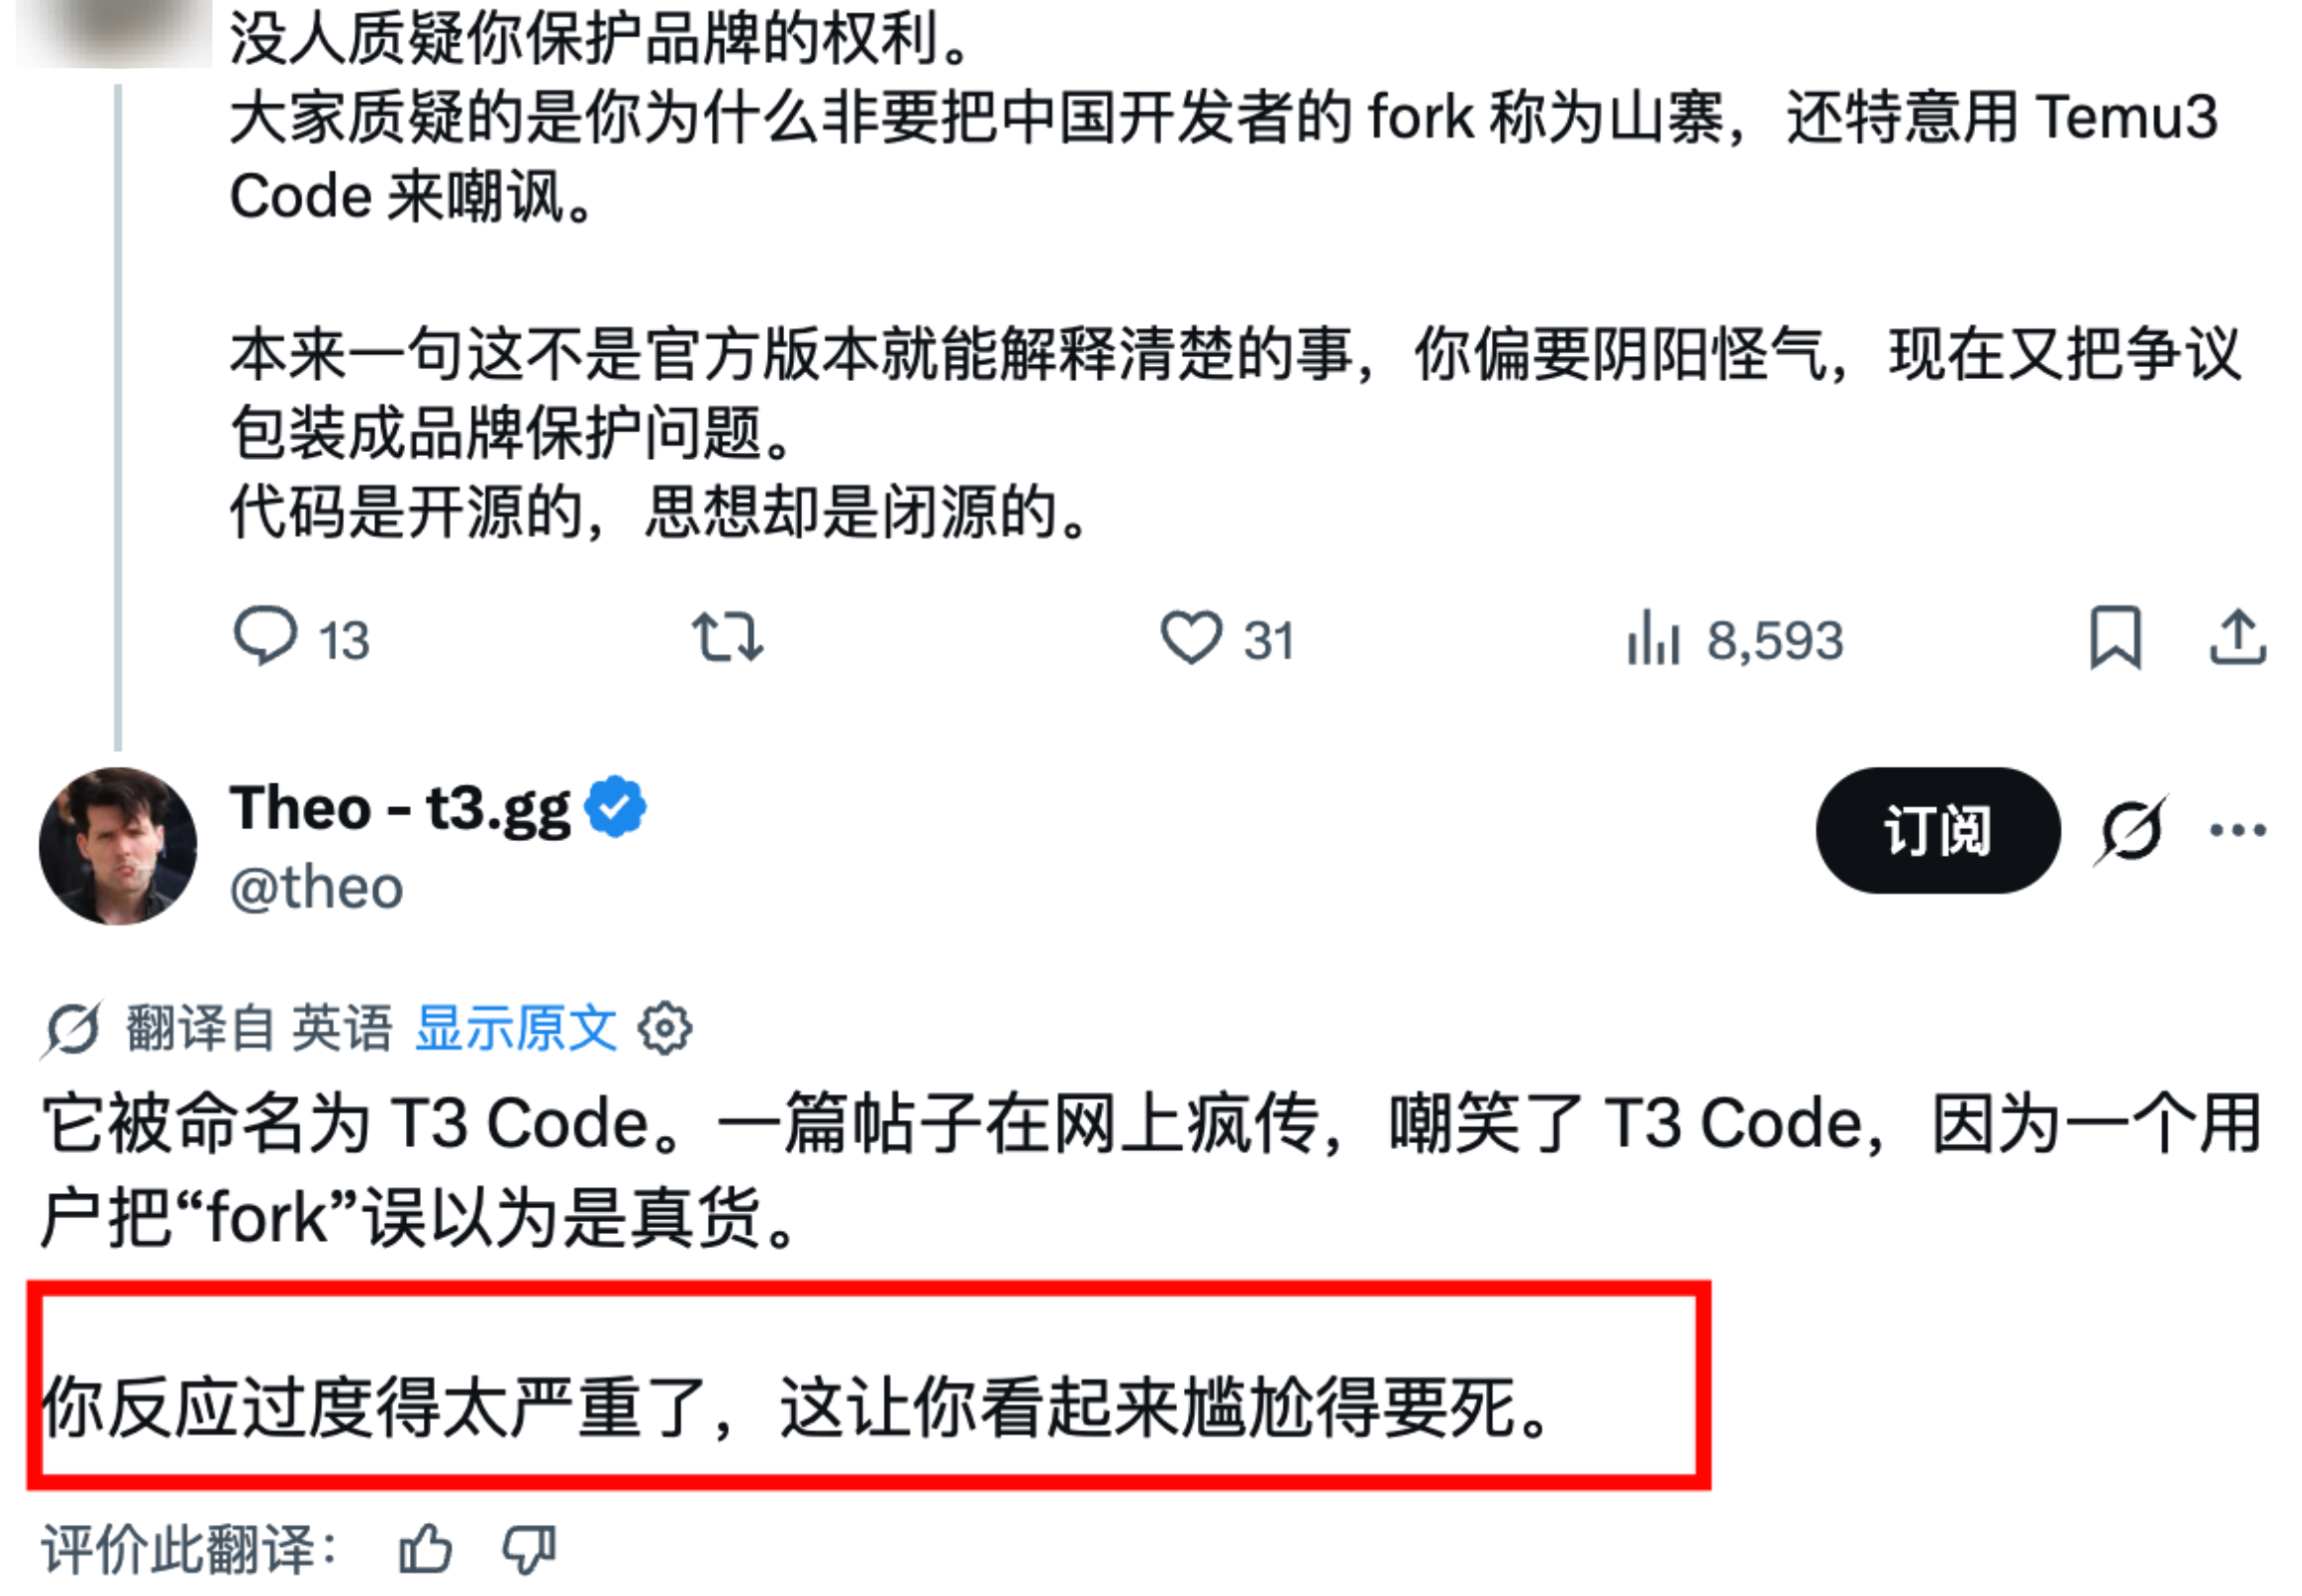 没人质疑你保护品牌的权利。
大家质疑的是你为什么非要把中国开发者的 fork 称为山寨，还特意用 Temu3
Code 来嘲讽。
本来一句这不是官方版本就能解释清楚的事，你偏要阴阳怪气，现在又把争议
包装成品牌保护问题。
代码是开源的，思想却是闭源的。
13 31 8,593
Theo - t3.gg
@theo
订阅
翻译自 英语 显示原文
它被命名为 T3 Code。一篇帖子在网上疯传，嘲笑了 T3 Code，因为一个用
户把“fork”误以为是真货。
你反应过度得太严重了，这让你看起来尴尬得要死。
评价此翻译：